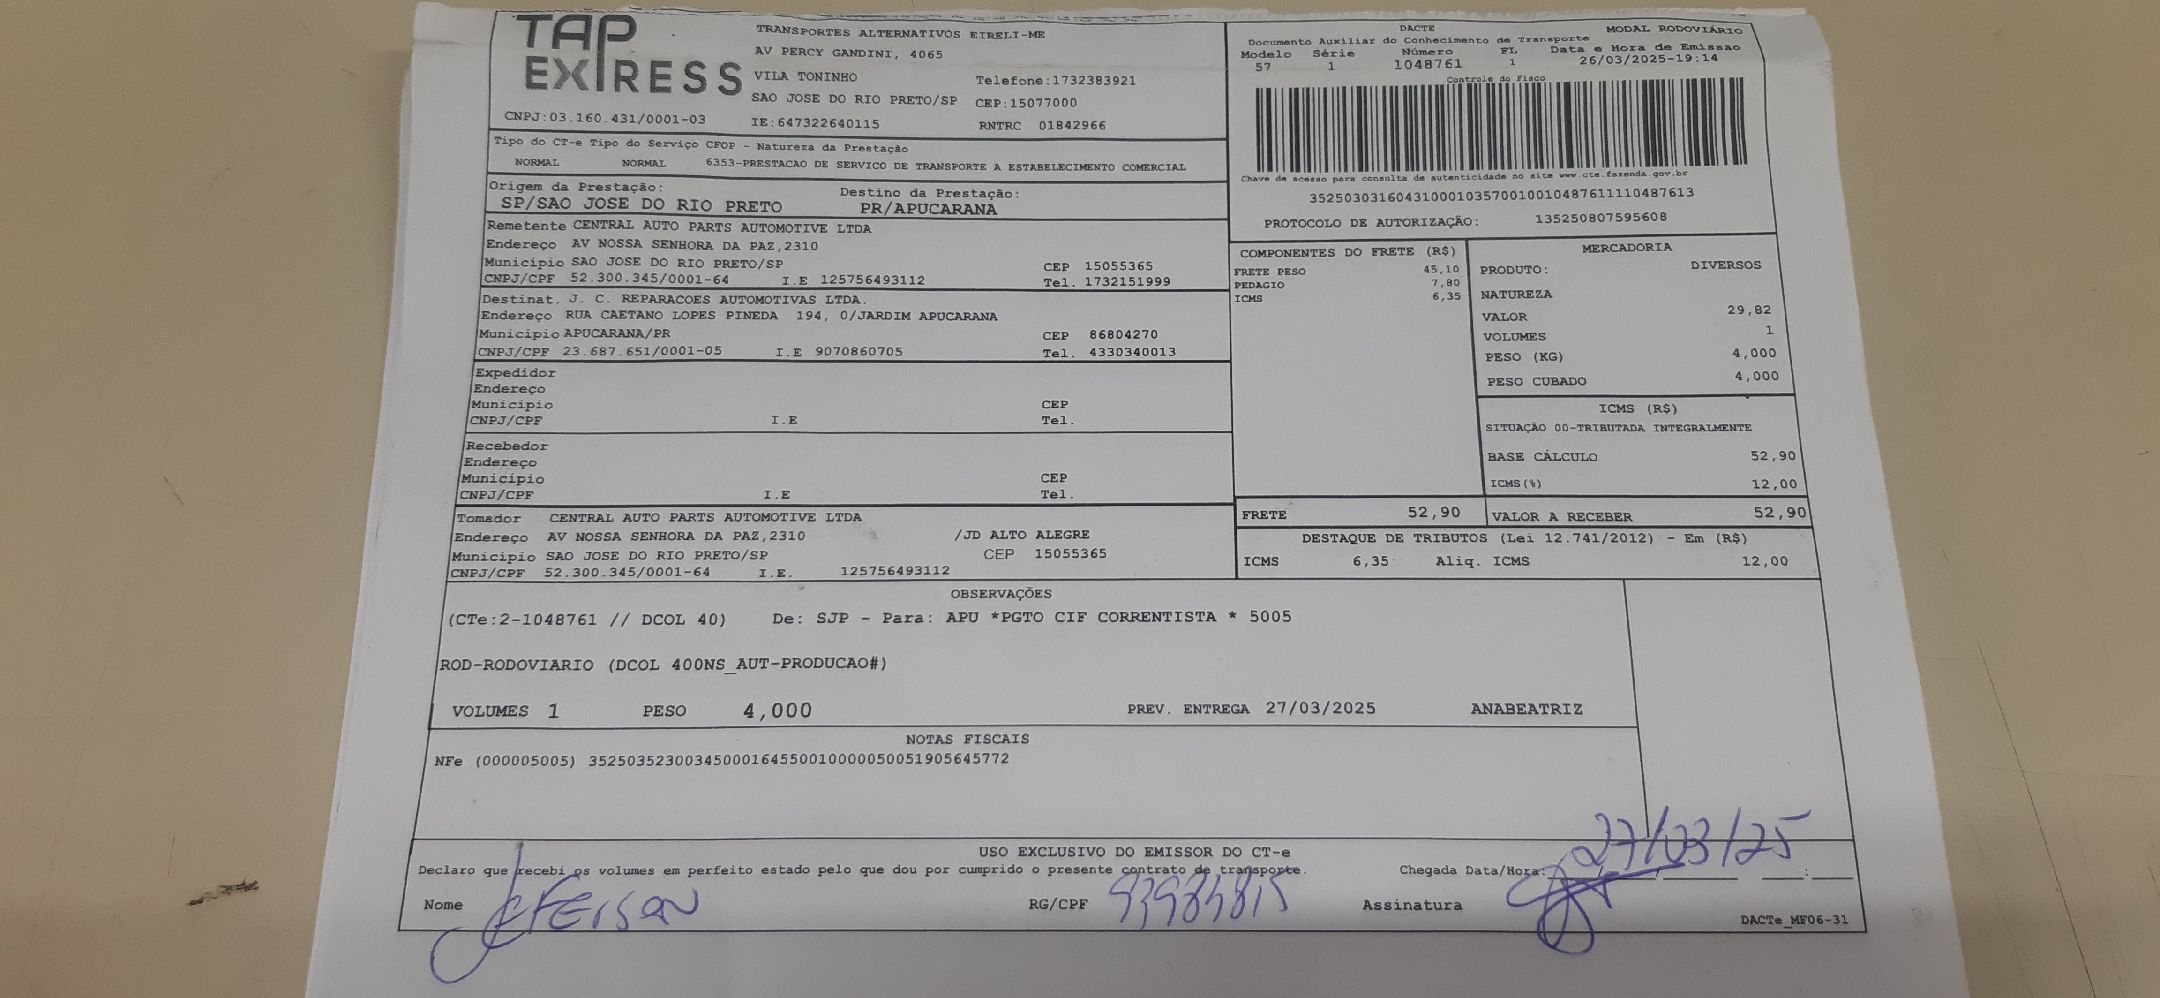 TAP EXPRESS
TRANSPORTES ALTERNATIVOS EIRELI-ME
AV PERCY GANDINI, 4065
VILA TONINHO Telefone:1732383921
SAO JOSE DO RIO PRETO/SP CEP:15077000
CNPJ:03.160.431/0001-03 IE:647322640115 RNTRC 01842966
DACTE MODAL RODOVIÁRIO
Documento Auxiliar do Conhecimento de Transporte
Modelo Série Número FL Data e Hora de Emissao
57 1 1048761 1 26/03/2025-19:14
Controle do Fisco
Chave de acesso para consulta de autenticidade no site www.cte.fazenda.gov.br
35250303160431000103570010010487611110487613
PROTOCOLO DE AUTORIZAÇÃO: 135250807595608
Tipo do CT-e Tipo do Serviço CFOP - Natureza da Prestação
NORMAL NORMAL 6353-PRESTACAO DE SERVICO DE TRANSPORTE A ESTABELECIMENTO COMERCIAL
Origem da Prestação: Destino da Prestação:
SP/SAO JOSE DO RIO PRETO PR/APUCARANA
Remetente CENTRAL AUTO PARTS AUTOMOTIVE LTDA
Endereço AV NOSSA SENHORA DA PAZ,2310
Município SAO JOSE DO RIO PRETO/SP CEP 15055365
CNPJ/CPF 52.300.345/0001-64 I.E 125756493112 Tel. 1732151999
Destinat. J. C. REPARACOES AUTOMOTIVAS LTDA.
Endereço RUA CAETANO LOPES PINEDA 194, 0/JARDIM APUCARANA
Município APUCARANA/PR CEP 86804270
CNPJ/CPF 23.687.651/0001-05 I.E 9070860705 Tel. 4330340013
Expedidor
Endereço
Município CEP
CNPJ/CPF I.E Tel.
Recebedor
Endereço
Município CEP
CNPJ/CPF I.E Tel.
Tomador CENTRAL AUTO PARTS AUTOMOTIVE LTDA
Endereço AV NOSSA SENHORA DA PAZ,2310 /JD ALTO ALEGRE
Município SAO JOSE DO RIO PRETO/SP CEP 15055365
CNPJ/CPF 52.300.345/0001-64 I.E. 125756493112
COMPONENTES DO FRETE (R$)
FRETE PESO 45,10
PEDAGIO 7,80
ICMS 6,35
MERCADORIA
PRODUTO: DIVERSOS
NATUREZA
VALOR 29,82
VOLUMES 1
PESO (KG) 4,000
PESO CUBADO 4,000
ICMS (R$)
SITUAÇÃO 00-TRIBUTADA INTEGRALMENTE
BASE CÁLCULO 52,90
ICMS(%) 12,00
FRETE 52,90 VALOR A RECEBER 52,90
DESTAQUE DE TRIBUTOS (Lei 12.741/2012) - Em (R$)
ICMS 6,35 Aliq. ICMS 12,00
OBSERVAÇÕES
(CTe:2-1048761 // DCOL 40) De: SJP - Para: APU *PGTO CIF CORRENTISTA * 5005
ROD-RODOVIARIO (DCOL 400NS_AUT-PRODUCAO#)
VOLUMES 1 PESO 4,000 PREV. ENTREGA 27/03/2025 ANABEATRIZ
NOTAS FISCAIS
NFe (000005005) 35250352300345000164550010000050051905645772
USO EXCLUSIVO DO EMISSOR DO CT-e
Declaro que recebi os volumes em perfeito estado pelo que dou por cumprido o presente contrato de transporte. Chegada Data/Hora: 27/03/25
Nome Jeferson RG/CPF Assinatura
DACTe_MF06-31